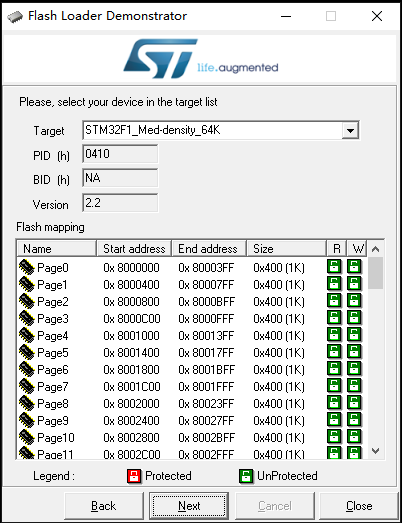 Flash Loader Demonstrator
ST life.augmented
Please, select your device in the target list
Target STM32F1_Med-density_64K
PID (h) 0410
BID (h) NA
Version 2.2
Flash mapping
Name Start address End address Size R W
Page0 0x 8000000 0x 80003FF 0x400 (1K)
Page1 0x 8000400 0x 80007FF 0x400 (1K)
Page2 0x 8000800 0x 8000BFF 0x400 (1K)
Page3 0x 8000C00 0x 8000FFF 0x400 (1K)
Page4 0x 8001000 0x 80013FF 0x400 (1K)
Page5 0x 8001400 0x 80017FF 0x400 (1K)
Page6 0x 8001800 0x 8001BFF 0x400 (1K)
Page7 0x 8001C00 0x 8001FFF 0x400 (1K)
Page8 0x 8002000 0x 80023FF 0x400 (1K)
Page9 0x 8002400 0x 80027FF 0x400 (1K)
Page10 0x 8002800 0x 8002BFF 0x400 (1K)
Page11 0x 8002C00 0x 8002FFF 0x400 (1K)
Legend : Protected UnProtected
Back Next Cancel Close